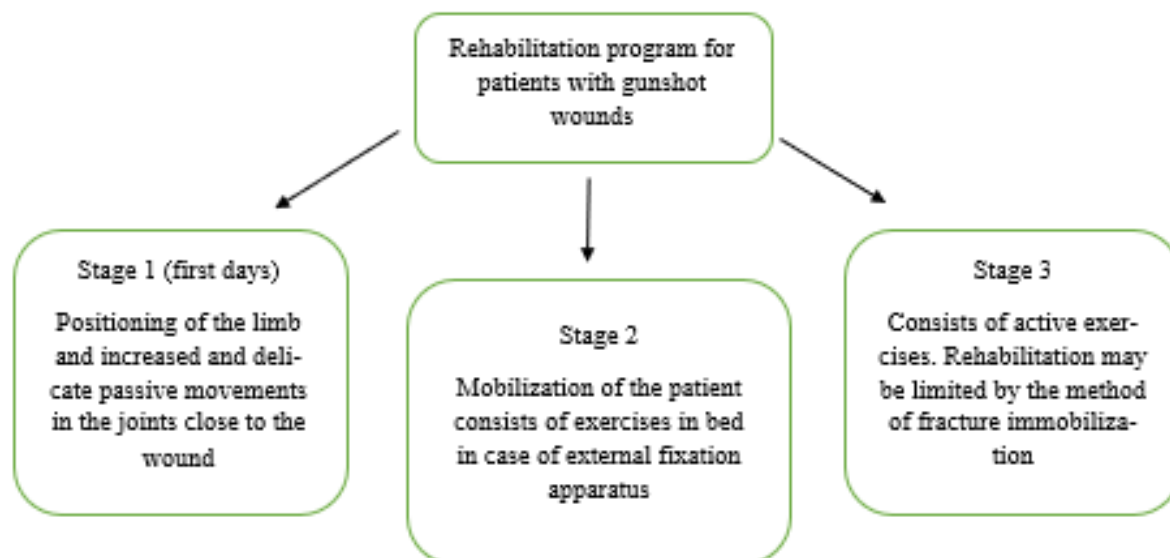 Rehabilitation program for
patients with gunshot
wounds
Stage 1 (first days)
Positioning of the limb
and increased and deli-
cate passive movements
in the joints close to the
wound
Stage 2
Mobilization of the patient
consists of exercises in bed
in case of external fixation
apparatus
Stage 3
Consists of active exer-
cises. Rehabilitation may
be limited by the method
of fracture immobiliza-
tion